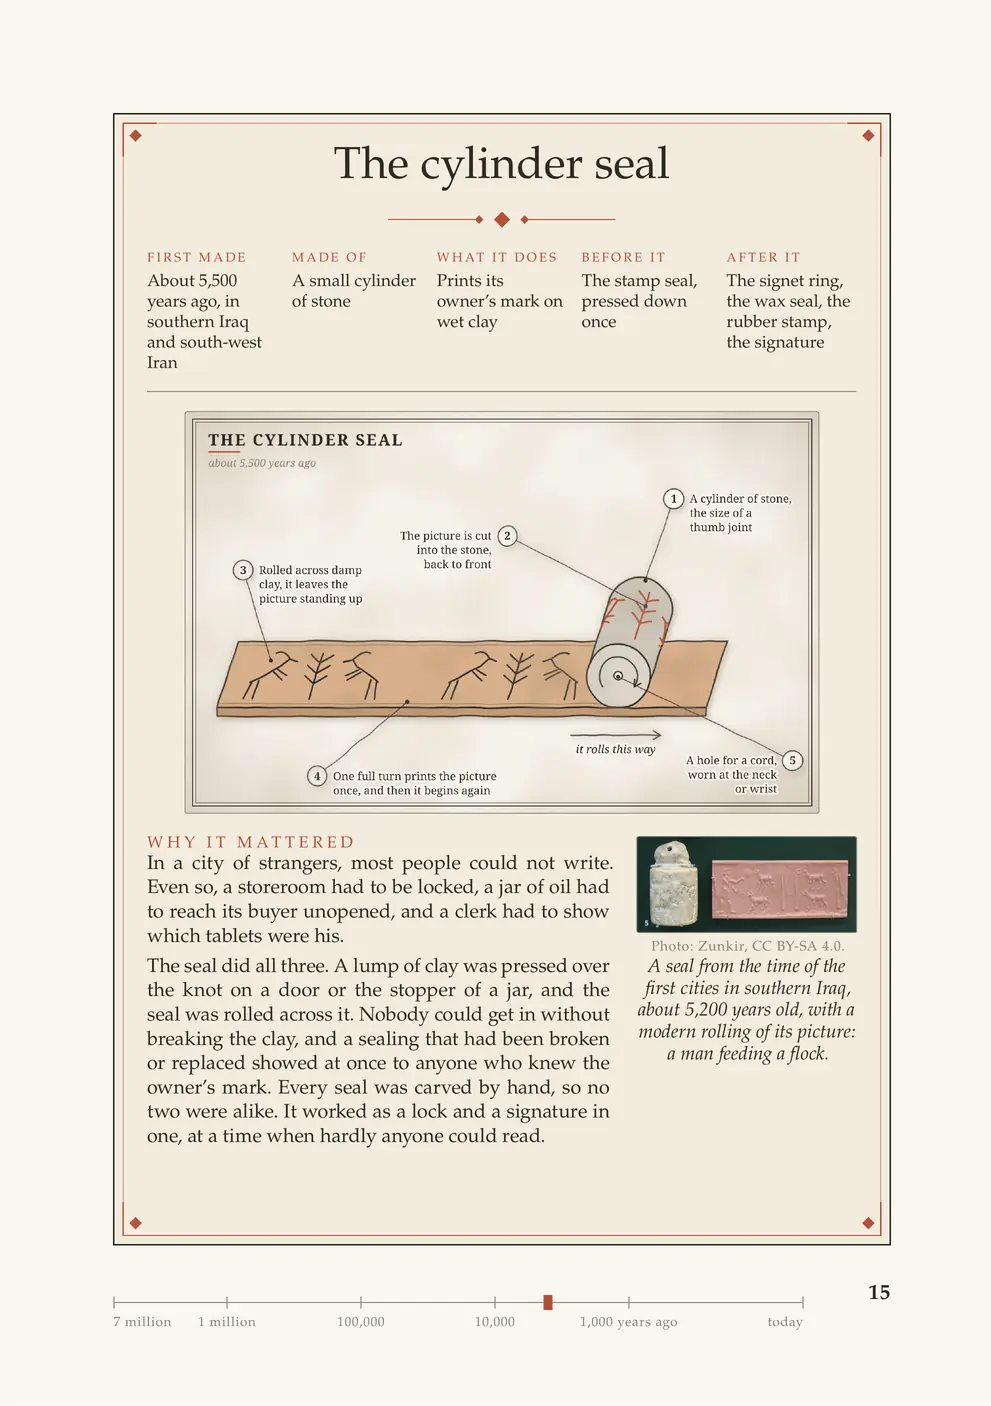 The cylinder seal
FIRST MADE
About 5,500
years ago, in
southern Iraq
and south-west
Iran
MADE OF
A small cylinder
of stone
WHAT IT DOES
Prints its
owner’s mark on
wet clay
BEFORE IT
The stamp seal,
pressed down
once
AFTER IT
The signet ring,
the wax seal, the
rubber stamp,
the signature
THE CYLINDER SEAL
about 5,500 years ago
1
A cylinder of stone,
the size of a
thumb joint
2
The picture is cut
into the stone,
back to front
3
Rolled across damp
clay, it leaves the
picture standing up
it rolls this way
4
One full turn prints the picture
once, and then it begins again
5
A hole for a cord,
worn at the neck
or wrist
WHY IT MATTERED
In a city of strangers, most people could not write.
Even so, a storeroom had to be locked, a jar of oil had
to reach its buyer unopened, and a clerk had to show
which tablets were his.
The seal did all three. A lump of clay was pressed over
the knot on a door or the stopper of a jar, and the
seal was rolled across it. Nobody could get in without
breaking the clay, and a sealing that had been broken
or replaced showed at once to anyone who knew the
owner’s mark. Every seal was carved by hand, so no
two were alike. It worked as a lock and a signature in
one, at a time when hardly anyone could read.
5
Photo: Zunkir, CC BY-SA 4.0.
A seal from the time of the
first cities in southern Iraq,
about 5,200 years old, with a
modern rolling of its picture:
a man feeding a flock.
15
7 million
1 million
100,000
10,000
1,000 years ago
today